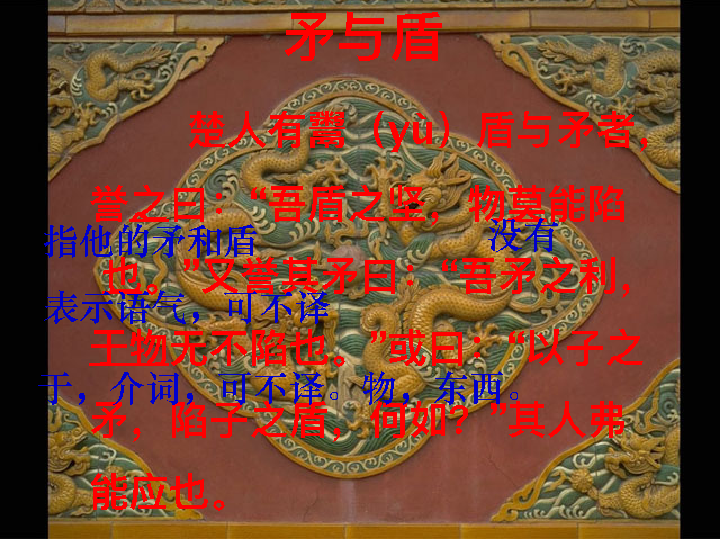 矛与盾
楚人有鬻（yù）盾与矛者，
誉之曰：“吾盾之坚，物莫能陷
指他的矛和盾 没有
也。”又誉其矛曰：“吾矛之利，
表示语气，可不译
于物无不陷也。”或曰：“以子之
于，介词，可不译。物，东西。
矛，陷子之盾，何如？”其人弗
能应也。